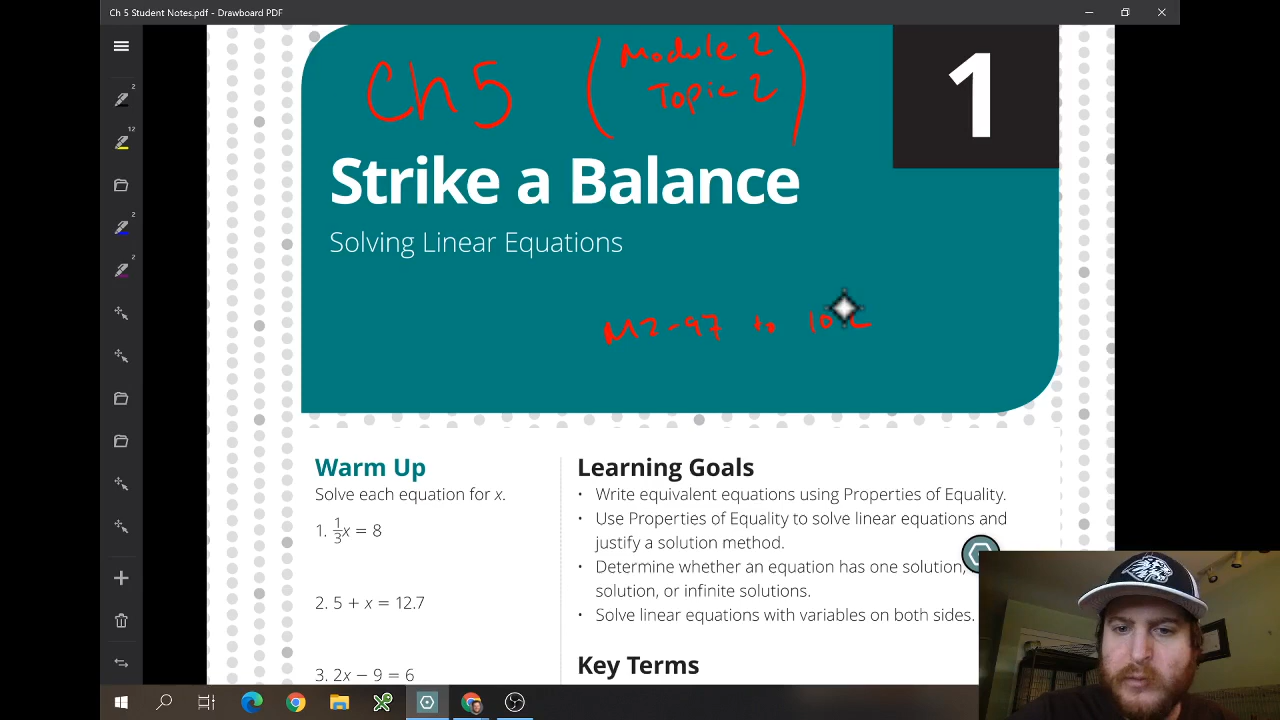 Ch 5 Student Notes.pdf - Drawboard PDF
Ch 5 (Module 2
Topic 2)
1
Strike a Balance
Solving Linear Equations
M2-97 to
Warm Up
Solve each equation for x.
1. 1/3x = 8
2. 5 + x = 12.7
3. 2x − 9 = 6
Learning Goals
• Write equivalent equations using Properties of Equality.
• Use Properties of Equality to solve linear equations and
justify a solution method.
• Determine whether an equation has one solution,
solution, or infinite solutions.
• Solve linear equations with variables on both sides.
Key Terms
2
12
2
2